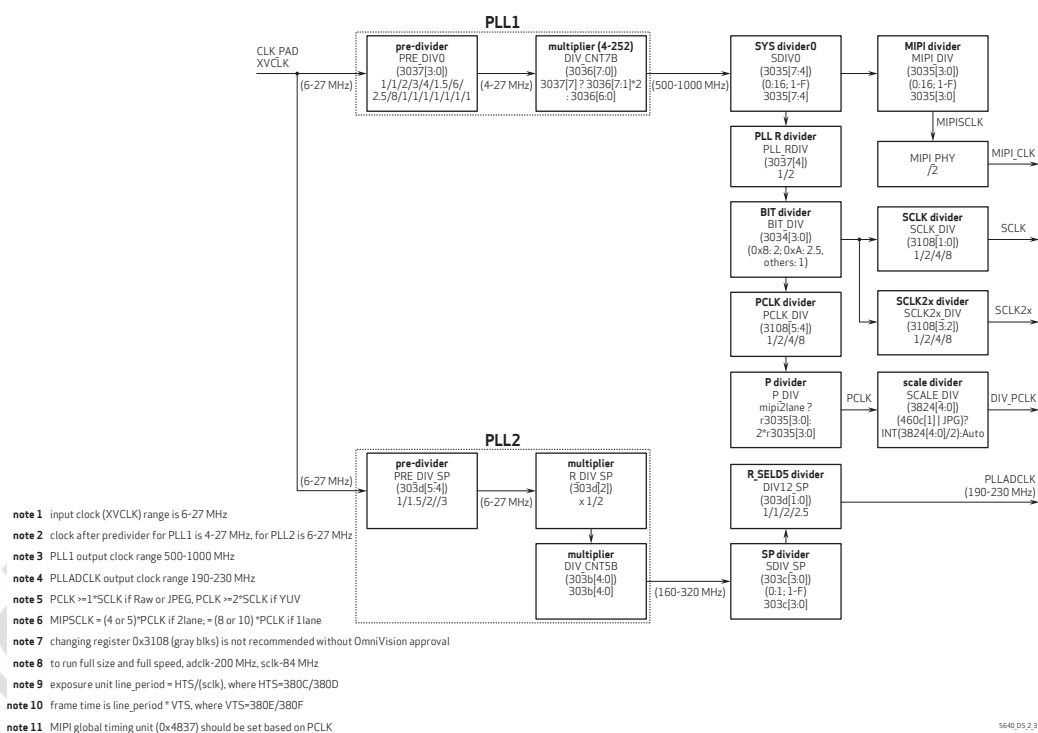 PLL1
CLK_PAD
XVCLK
(6-27 MHz)
pre-divider
PRE_DIV0
(3037[3:0])
1/1/2/3/4/1.5/6/
2.5/8/1/1/1/1/1/1/1
(4-27 MHz)
multiplier (4-252)
DIV_CNT7B
(3036[7:0])
3037[7] ? 3036[7:1]*2
: 3036[6:0]
(500-1000 MHz)
SYS divider0
SDIV0
(3035[7:4])
(0:16; 1-F)
3035[7:4]
MIPI divider
MIPI_DIV
(3035[3:0])
(0:16; 1-F)
3035[3:0]
MIPISCLK
PLL R divider
PLL_RDIV
(3037[4])
1/2
MIPI_PHY
/2
MIPI_CLK
BIT divider
BIT_DIV
(3034[3:0])
(0x8: 2; 0xA: 2.5,
others: 1)
SCLK divider
SCLK_DIV
(3108[1:0])
1/2/4/8
SCLK
PCLK divider
PCLK_DIV
(3108[5:4])
1/2/4/8
SCLK2x divider
SCLK2x_DIV
(3108[3:2])
1/2/4/8
SCLK2x
P divider
P_DIV
mipi2lane ?
r3035[3:0]:
2*r3035[3:0]
PCLK
scale divider
SCALE_DIV
(3824[4:0])
(460c[1] | JPG)?
INT(3824[4:0]/2):Auto
DIV_PCLK
PLL2
(6-27 MHz)
pre-divider
PRE_DIV_SP
(303d[5:4])
1/1.5/2//3
(6-27 MHz)
multiplier
R_DIV_SP
(303d[2])
x 1/2
multiplier
DIV_CNT5B
(303b[4:0])
303b[4:0]
(160-320 MHz)
R_SELD5 divider
DIV12_SP
(303d[1:0])
1/1/2/2.5
PLLADCLK
(190-230 MHz)
SP divider
SDIV_SP
(303c[3:0])
(0:1; 1-F)
303c[3:0]
note 1 input clock (XVCLK) range is 6-27 MHz
note 2 clock after predivider for PLL1 is 4-27 MHz, for PLL2 is 6-27 MHz
note 3 PLL1 output clock range 500-1000 MHz
note 4 PLLADCLK output clock range 190-230 MHz
note 5 PCLK >=1*SCLK if Raw or JPEG, PCLK >=2*SCLK if YUV
note 6 MIPSCLK = (4 or 5)*PCLK if 2lane; = (8 or 10) *PCLK if 1lane
note 7 changing register 0x3108 (gray blks) is not recommended without OmniVision approval
note 8 to run full size and full speed, adclk-200 MHz, sclk-84 MHz
note 9 exposure unit line_period = HTS/(sclk), where HTS=380C/380D
note 10 frame time is line_period * VTS, where VTS=380E/380F
note 11 MIPI global timing unit (0x4837) should be set based on PCLK
5640_DS_2_3